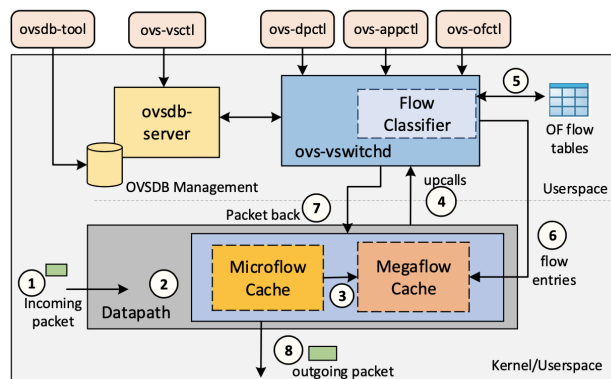 ovsdb-tool
ovs-vsctl
ovs-dpctl
ovs-appctl
ovs-ofctl
ovsdb-
server
Flow
Classifier
ovs-vswitchd
5
OF flow
tables
OVSDB Management
7
upcalls
4
Userspace
Packet back
6
flow
entries
1
Incoming
packet
2
Datapath
Microflow
Cache
3
Megaflow
Cache
8
outgoing packet
Kernel/Userspace